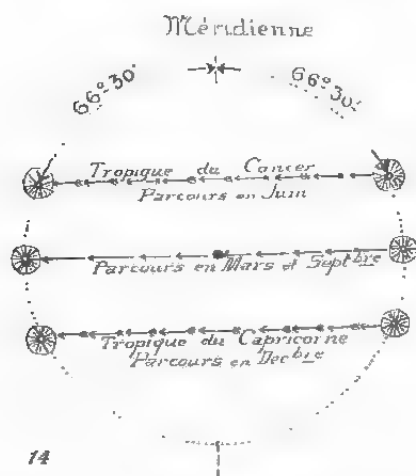 Méridienne
66° 30'
66° 30'
Tropique du Cancer
Parcours en Juin
Parcours en Mars et Septbre
Tropique du Capricorne
Parcours en Decbre
14